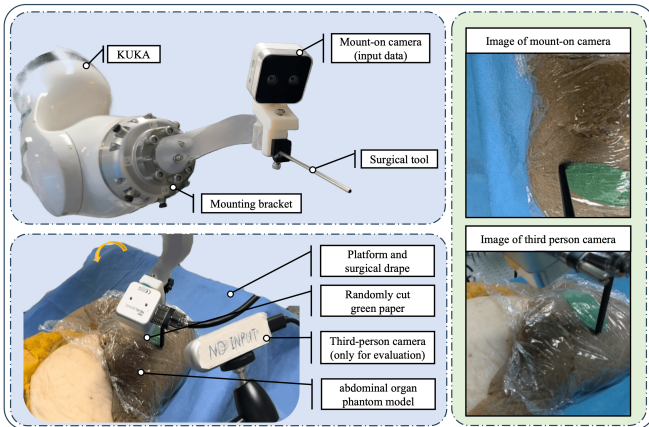 KUKA
Mount-on camera
(input data)
Surgical tool
Mounting bracket
Platform and
surgical drape
Randomly cut
green paper
Third-person camera
(only for evaluation)
abdominal organ
phantom model
NO INPUT
Image of mount-on camera
Image of third person camera